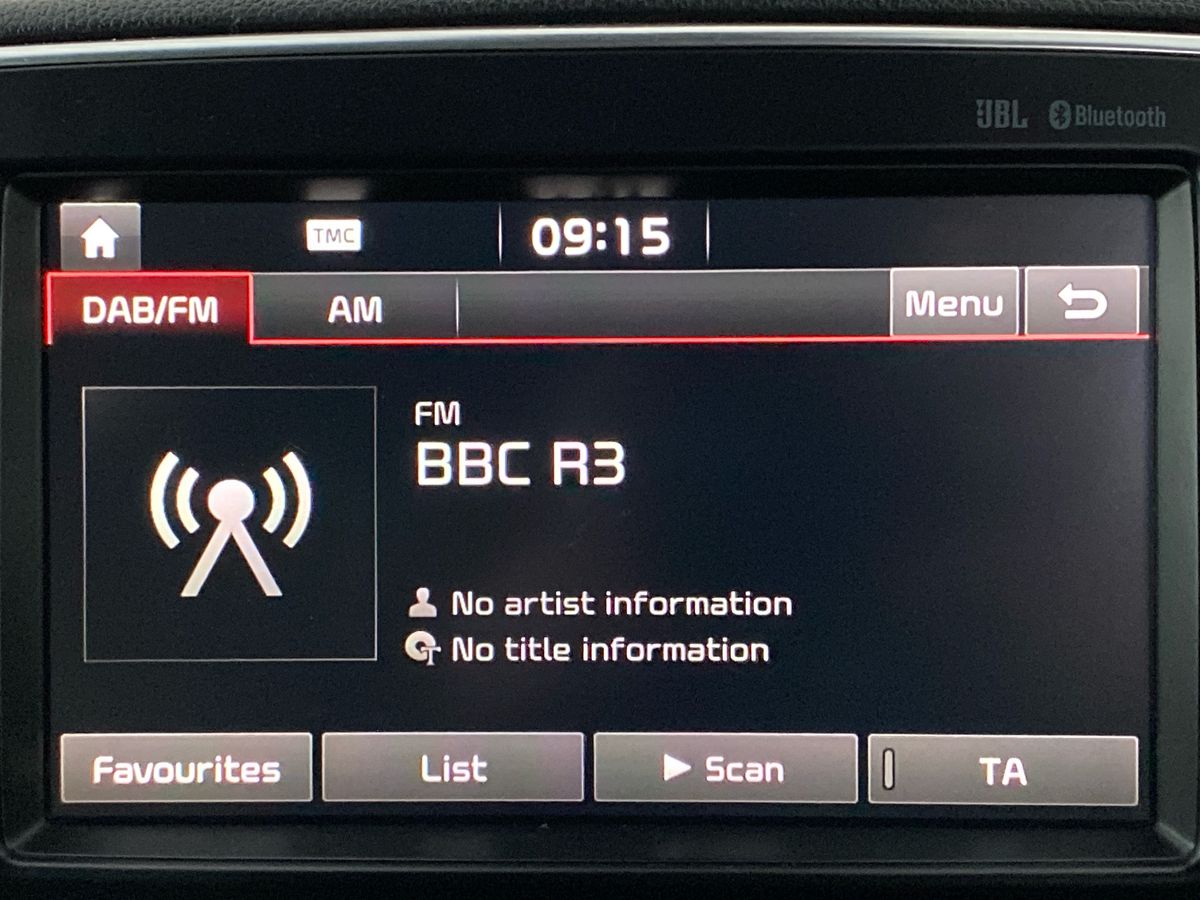 JBL Bluetooth
TMC 09:15
DAB/FM AM Menu
FM
BBC R3
No artist information
No title information
Favourites List Scan TA